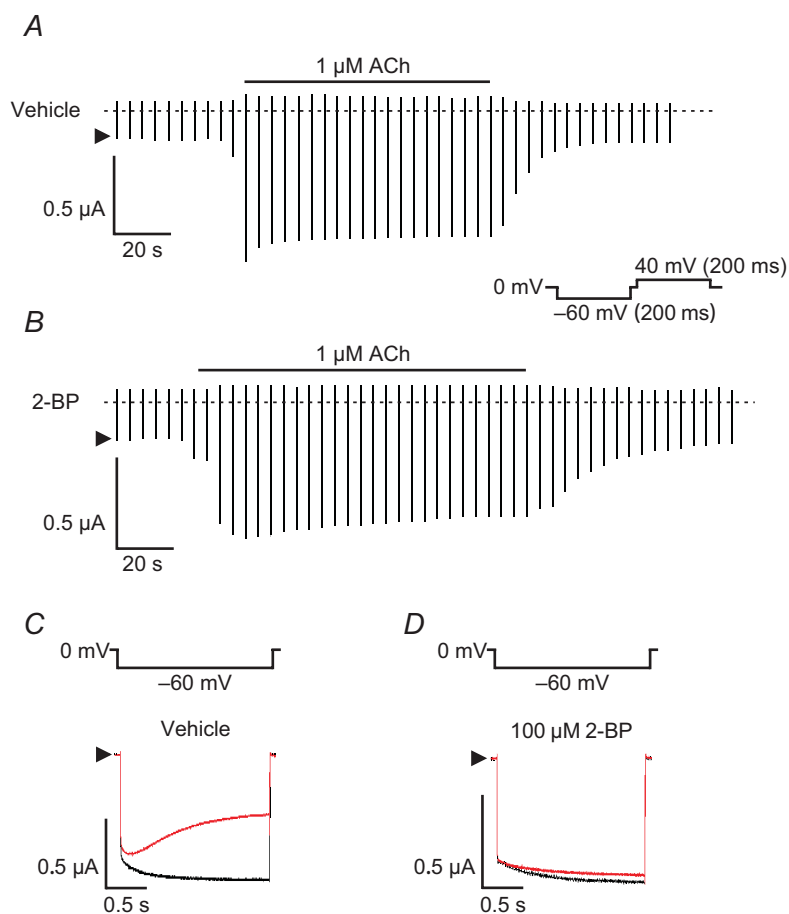 A
1 µM ACh
Vehicle
0.5 µA
20 s
40 mV (200 ms)
0 mV
–60 mV (200 ms)
B
1 µM ACh
2-BP
0.5 µA
20 s
C
D
0 mV
0 mV
–60 mV
–60 mV
Vehicle
100 µM 2-BP
0.5 µA
0.5 µA
0.5 s
0.5 s